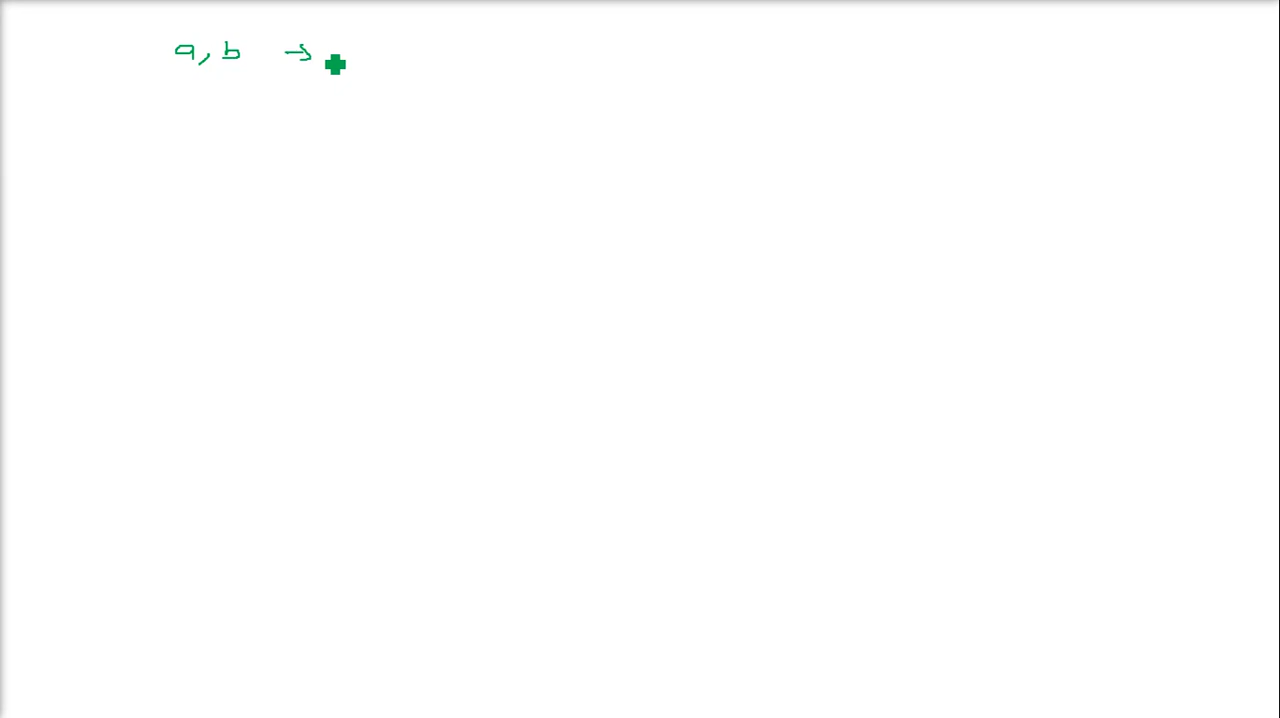 a, b →